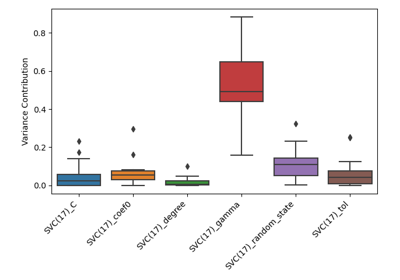 Variance Contribution
0.8
0.6
0.4
0.2
0.0
SVC(17)_C
SVC(17)_coef0
SVC(17)_degree
SVC(17)_gamma
SVC(17)_random_state
SVC(17)_tol